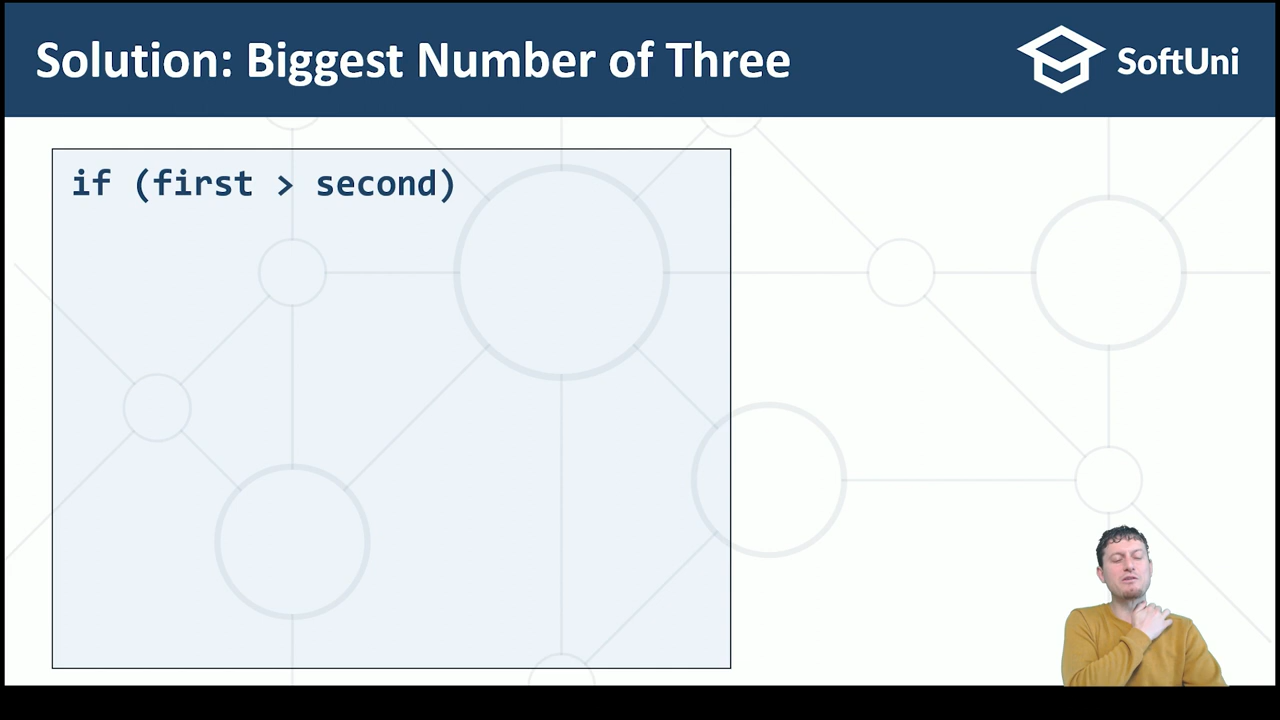 Solution: Biggest Number of Three
SoftUni
if (first > second)